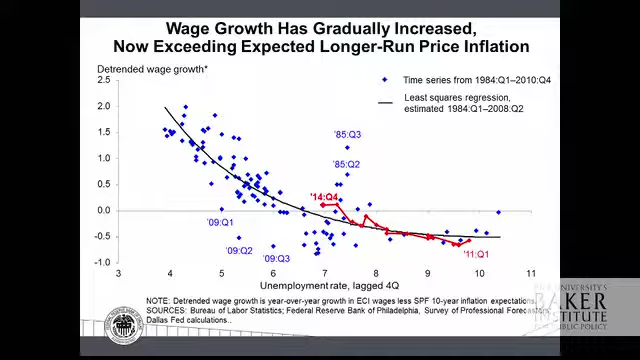 Wage Growth Has Gradually Increased,
Now Exceeding Expected Longer-Run Price Inflation
Detrended wage growth*
2.5
2.0
1.5
1.0
0.5
0.0
-0.5
-1.0
Time series from 1984:Q1–2010:Q4
Least squares regression,
estimated 1984:Q1–2008:Q2
'85:Q3
'85:Q2
'14:Q4
'09:Q1
'09:Q2
'09:Q3
'11:Q1
3 4 5 6 7 8 9 10 11
Unemployment rate, lagged 4Q
NOTE: Detrended wage growth is year-over-year growth in ECI wages less SPF 10-year inflation expectations.
SOURCES: Bureau of Labor Statistics; Federal Reserve Bank of Philadelphia, Survey of Professional Forecasters;
Dallas Fed calculations..
UNIVERSITY'S
BAKER
INSTITUTE
PUBLIC POLICY